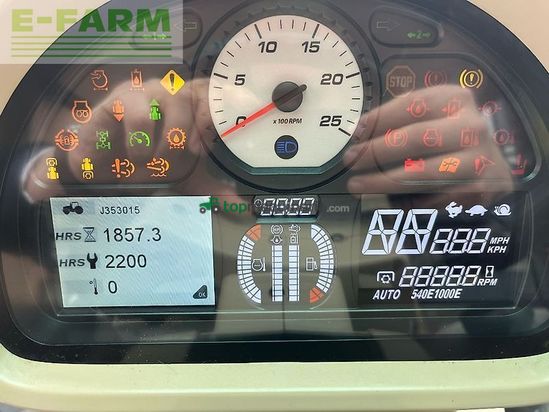 E-FARM
STOP
0 5 10 15 20 25
x 100 RPM
J353015
HRS 1857.3
HRS 2200
0
OK
MPH
KPH
RPM
AUTO 540E1000E